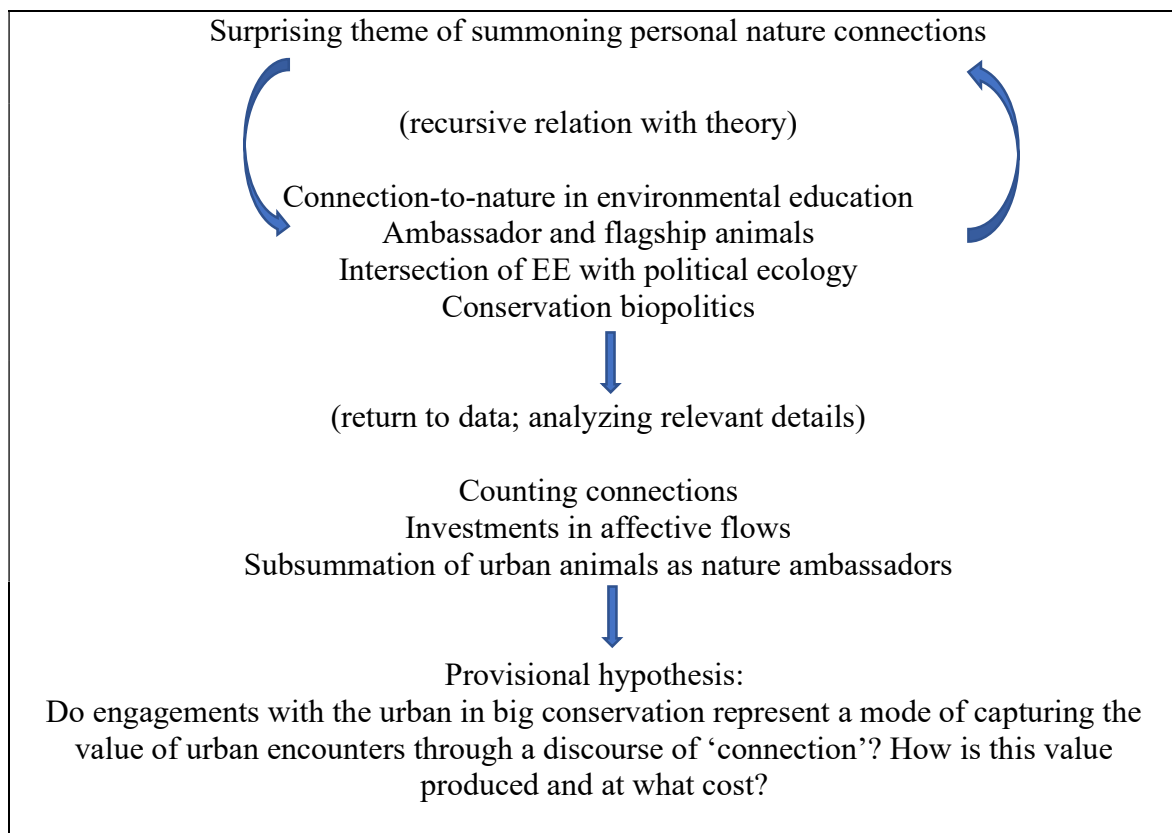 Surprising theme of summoning personal nature connections
(recursive relation with theory)
Connection-to-nature in environmental education
Ambassador and flagship animals
Intersection of EE with political ecology
Conservation biopolitics
(return to data; analyzing relevant details)
Counting connections
Investments in affective flows
Subsummation of urban animals as nature ambassadors
Provisional hypothesis:
Do engagements with the urban in big conservation represent a mode of capturing the
value of urban encounters through a discourse of ‘connection’? How is this value
produced and at what cost?